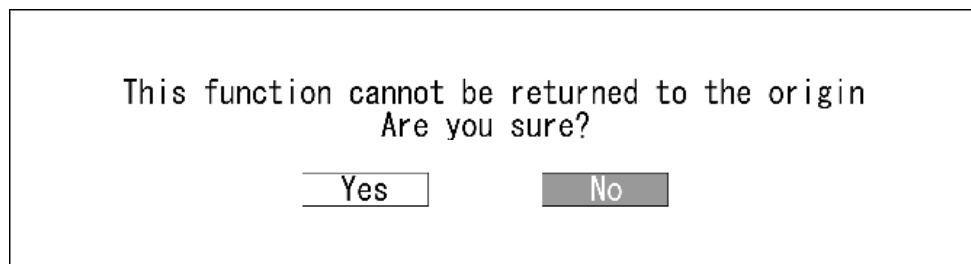 This function cannot be returned to the origin
Are you sure?
Yes No